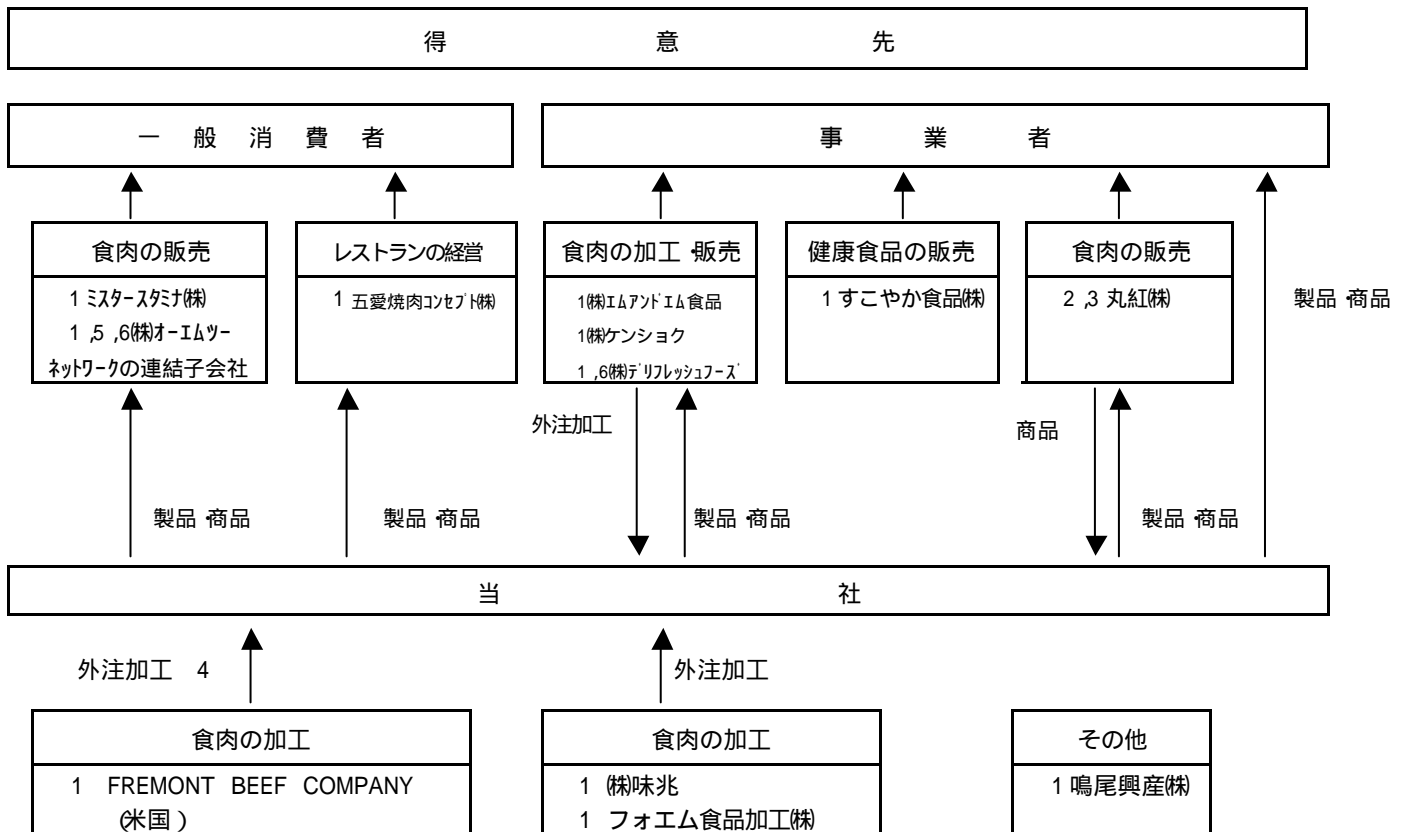 得意先
一般消費者
事業者
食肉の販売
1 ミスタースタミナ(株)
1 ,5 ,6(株)オーエムツー
ネットワークの連結子会社
レストランの経営
1 五愛焼肉コンセプト(株)
食肉の加工・販売
1(株)エムアンドエム食品
1(株)ケンショク
1 ,6(株)デリフレッシュフーズ
健康食品の販売
1 すこやか食品(株)
食肉の販売
2 ,3 丸紅(株)
製品・商品
外注加工
商品
製品・商品
製品・商品
製品・商品
製品・商品
当社
外注加工 4
外注加工
食肉の加工
1 FREMONT BEEF COMPANY
(米国)
食肉の加工
1 (株)味兆
1 フォエム食品加工(株)
その他
1 鳴尾興産(株)